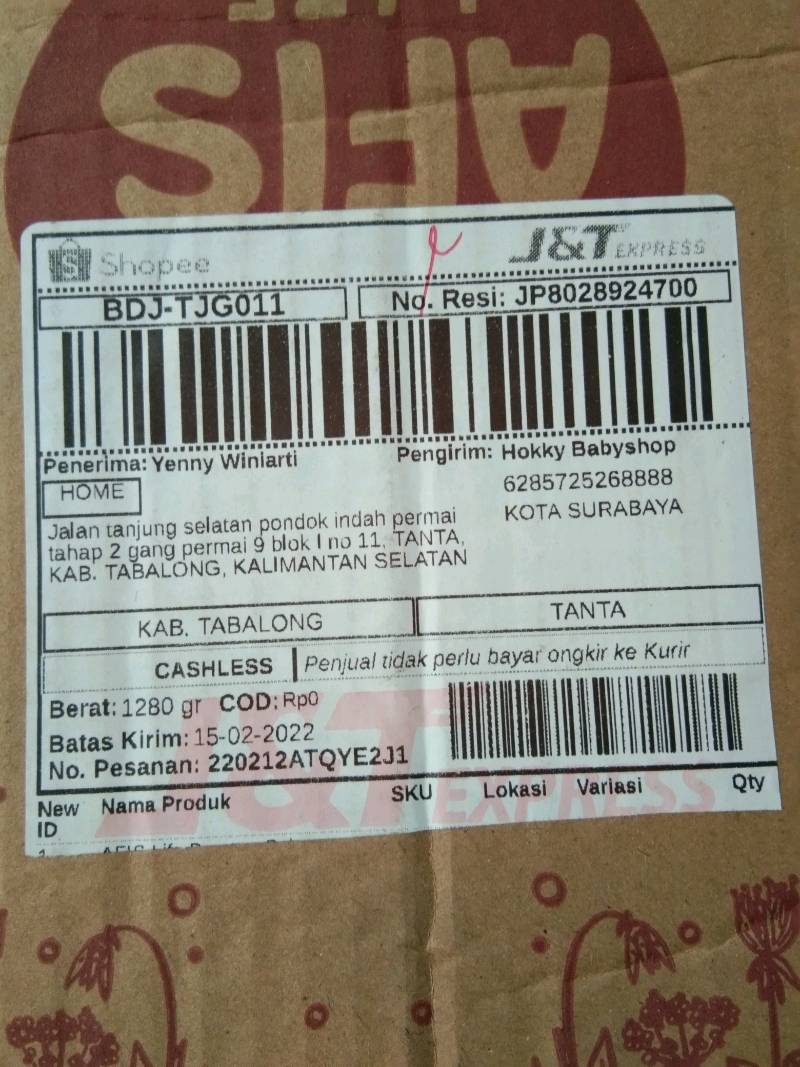 AFIS
Shopee
J&T EXPRESS
BDJ-TJG011
No. Resi: JP8028924700
Penerima: Yenny Winiarti
Pengirim: Hokky Babyshop
HOME
6285725268888
KOTA SURABAYA
Jalan tanjung selatan pondok indah permai
tahap 2 gang permai 9 blok I no 11, TANTA,
KAB. TABALONG, KALIMANTAN SELATAN
KAB. TABALONG
TANTA
CASHLESS
Penjual tidak perlu bayar ongkir ke Kurir
Berat: 1280 gr COD: Rp0
Batas Kirim: 15-02-2022
No. Pesanan: 220212ATQYE2J1
J&T EXPRESS
New ID
Nama Produk
SKU
Lokasi
Variasi
Qty